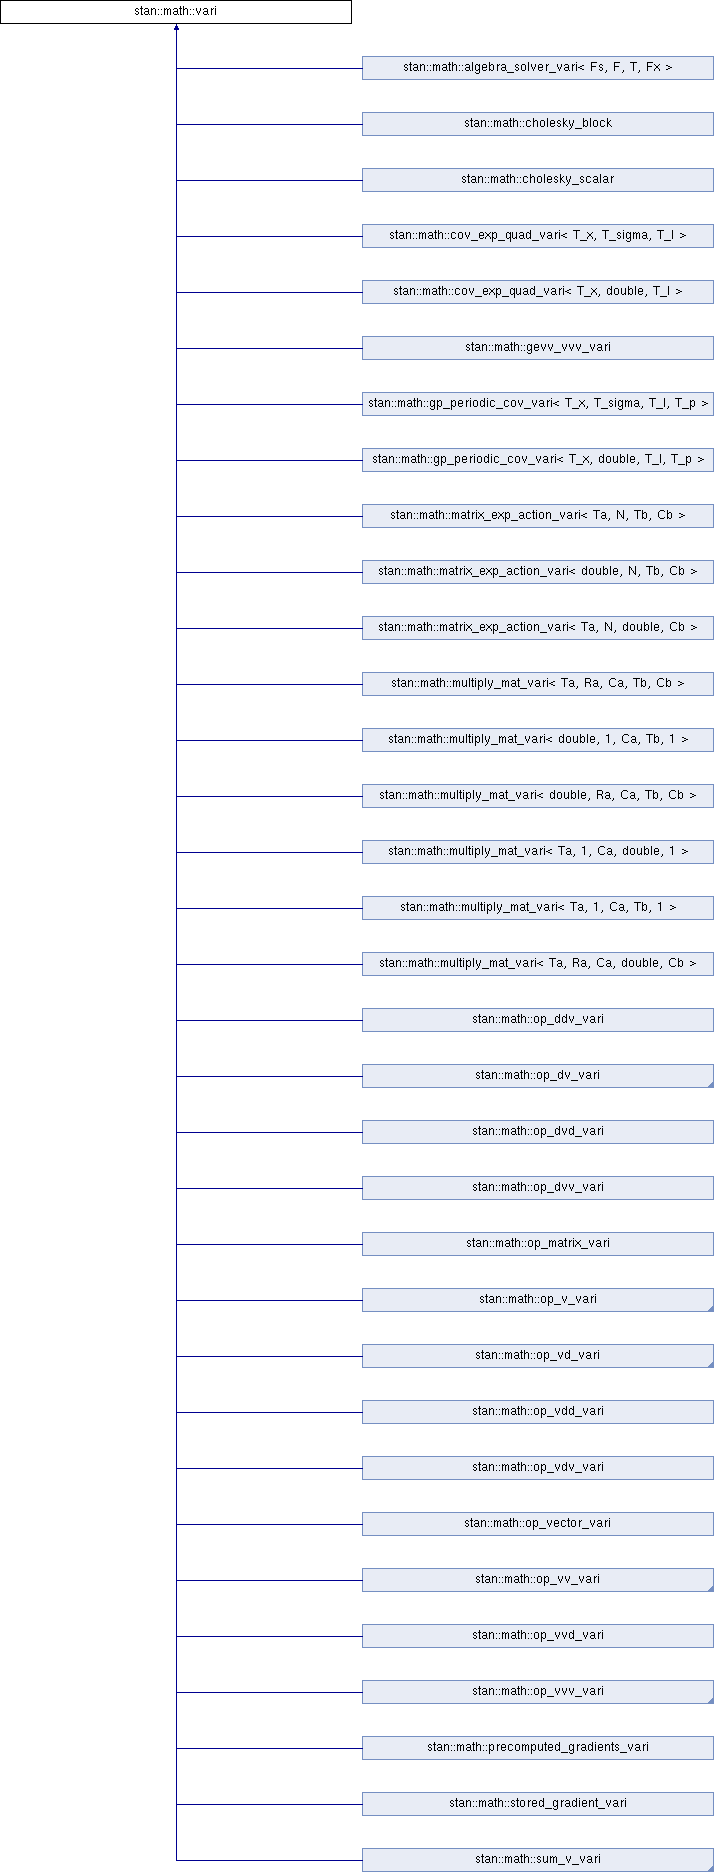 stan::math::vari
stan::math::algebra_solver_vari< Fs, F, T, Fx >
stan::math::cholesky_block
stan::math::cholesky_scalar
stan::math::cov_exp_quad_vari< T_x, T_sigma, T_l >
stan::math::cov_exp_quad_vari< T_x, double, T_l >
stan::math::gevv_vvv_vari
stan::math::gp_periodic_cov_vari< T_x, T_sigma, T_l, T_p >
stan::math::gp_periodic_cov_vari< T_x, double, T_l, T_p >
stan::math::matrix_exp_action_vari< Ta, N, Tb, Cb >
stan::math::matrix_exp_action_vari< double, N, Tb, Cb >
stan::math::matrix_exp_action_vari< Ta, N, double, Cb >
stan::math::multiply_mat_vari< Ta, Ra, Ca, Tb, Cb >
stan::math::multiply_mat_vari< double, 1, Ca, Tb, 1 >
stan::math::multiply_mat_vari< double, Ra, Ca, Tb, Cb >
stan::math::multiply_mat_vari< Ta, 1, Ca, double, 1 >
stan::math::multiply_mat_vari< Ta, 1, Ca, Tb, 1 >
stan::math::multiply_mat_vari< Ta, Ra, Ca, double, Cb >
stan::math::op_ddv_vari
stan::math::op_dv_vari
stan::math::op_dvd_vari
stan::math::op_dvv_vari
stan::math::op_matrix_vari
stan::math::op_v_vari
stan::math::op_vd_vari
stan::math::op_vdd_vari
stan::math::op_vdv_vari
stan::math::op_vector_vari
stan::math::op_vv_vari
stan::math::op_vvd_vari
stan::math::op_vvv_vari
stan::math::precomputed_gradients_vari
stan::math::stored_gradient_vari
stan::math::sum_v_vari